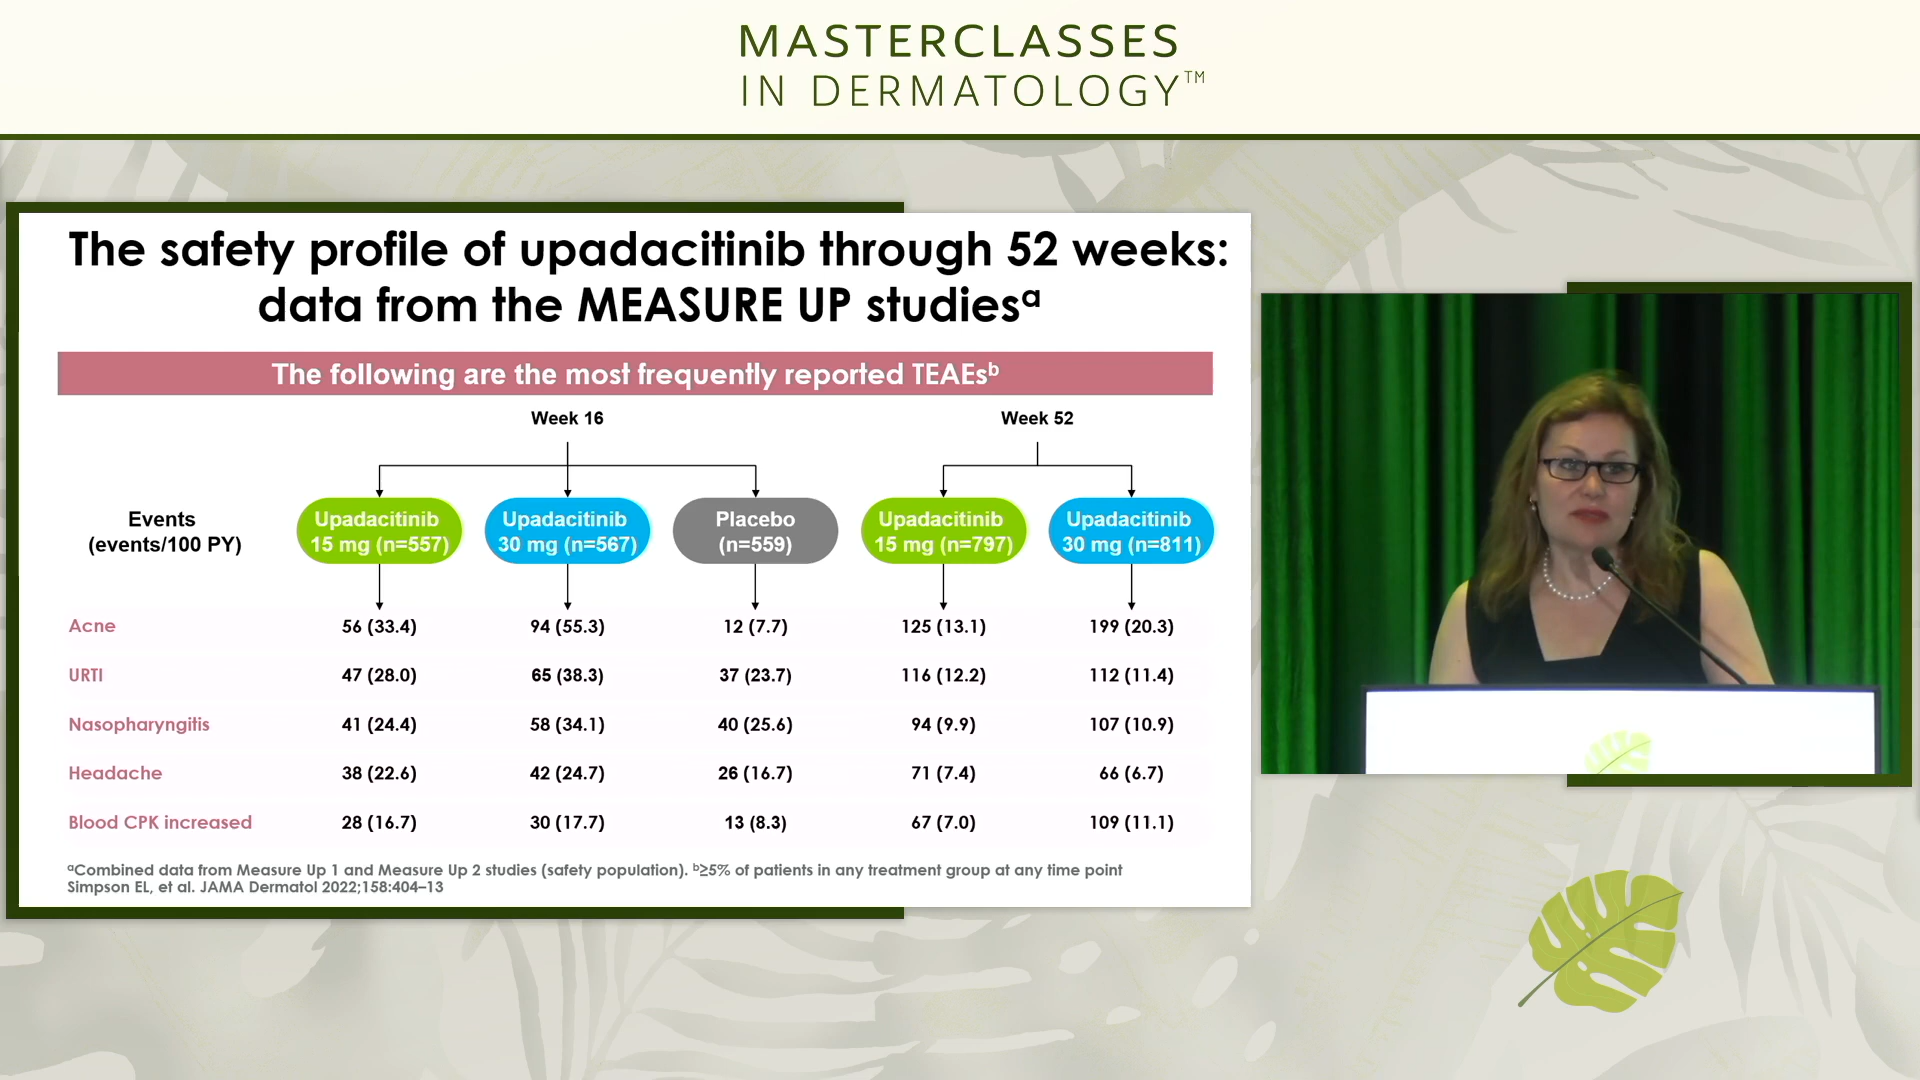 MASTERCLASSES
IN DERMATOLOGY™
The safety profile of upadacitinib through 52 weeks:
data from the MEASURE UP studiesᵃ
The following are the most frequently reported TEAEsᵇ
Week 16
Week 52
Events
(events/100 PY)
Upadacitinib
15 mg (n=557)
Upadacitinib
30 mg (n=567)
Placebo
(n=559)
Upadacitinib
15 mg (n=797)
Upadacitinib
30 mg (n=811)
Acne 56 (33.4) 94 (55.3) 12 (7.7) 125 (13.1) 199 (20.3)
URTI 47 (28.0) 65 (38.3) 37 (23.7) 116 (12.2) 112 (11.4)
Nasopharyngitis 41 (24.4) 58 (34.1) 40 (25.6) 94 (9.9) 107 (10.9)
Headache 38 (22.6) 42 (24.7) 26 (16.7) 71 (7.4) 66 (6.7)
Blood CPK increased 28 (16.7) 30 (17.7) 13 (8.3) 67 (7.0) 109 (11.1)
ᵃCombined data from Measure Up 1 and Measure Up 2 studies (safety population). ᵇ≥5% of patients in any treatment group at any time point
Simpson EL, et al. JAMA Dermatol 2022;158:404–13